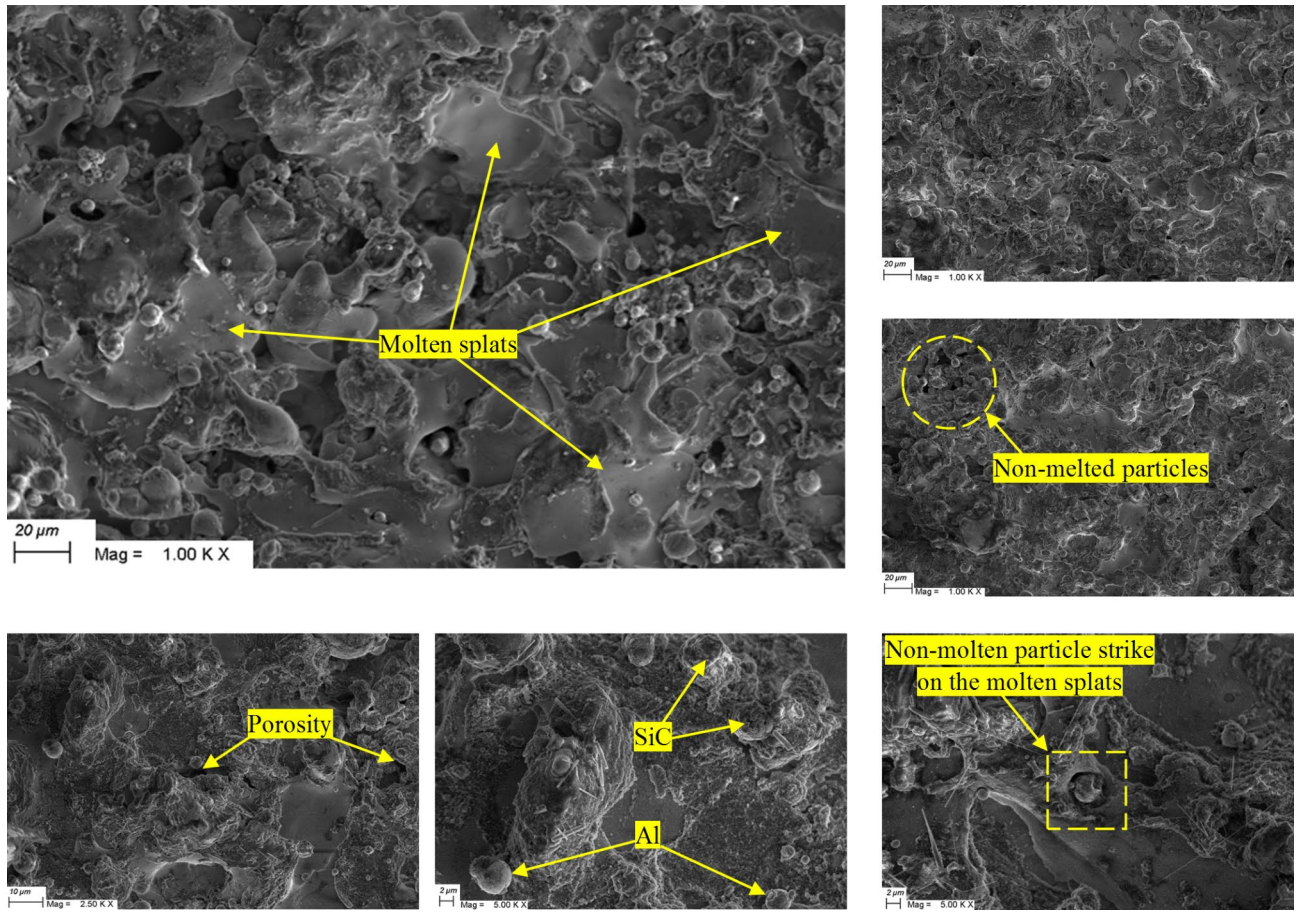 Molten splats
20 µm
Mag = 1.00 K X
20 µm
Mag = 1.00 K X
Non-melted particles
20 µm
Mag = 1.00 K X
Porosity
10 µm
Mag = 2.50 K X
SiC
Al
2 µm
Mag = 5.00 K X
Non-molten particle strike
on the molten splats
2 µm
Mag = 5.00 K X